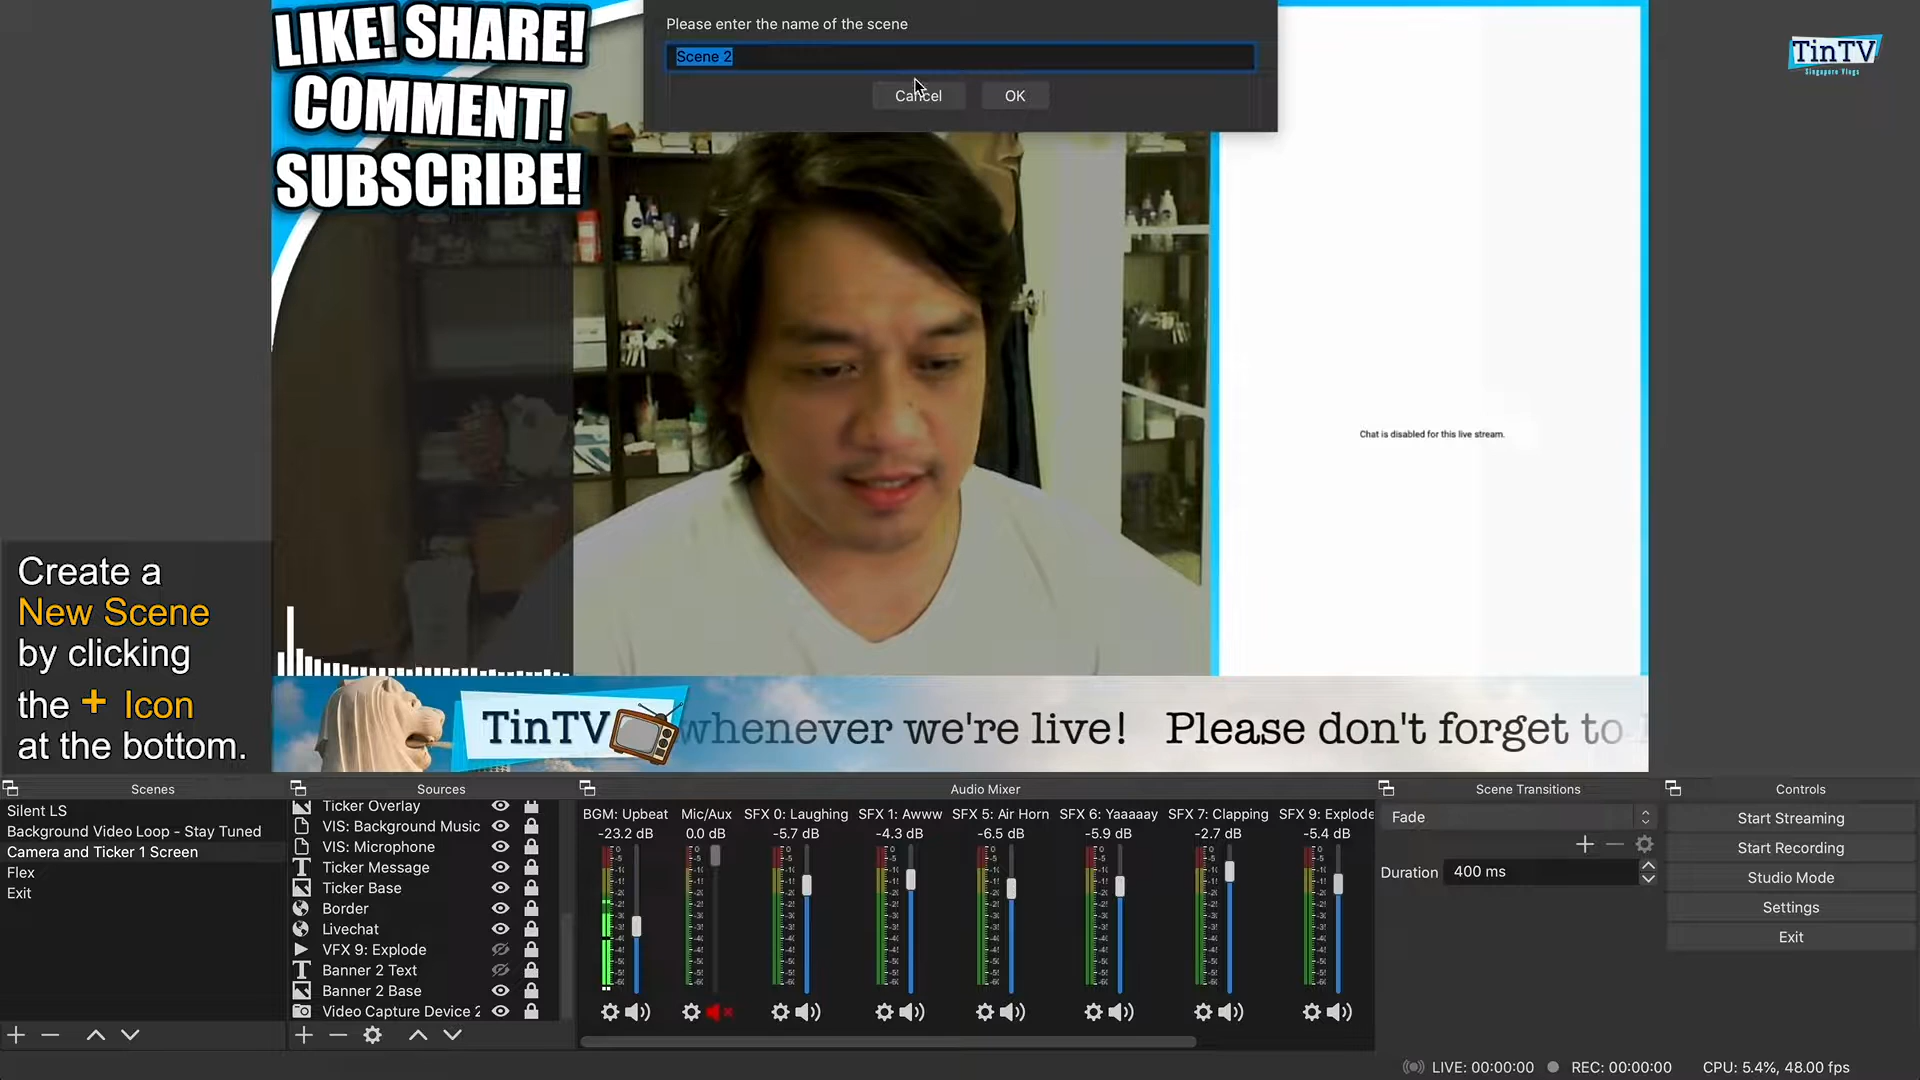 LIKE! SHARE!
COMMENT!
SUBSCRIBE!
Please enter the name of the scene
Scene 2
Cancel
OK
TinTV
Singapore Vlogs
Chat is disabled for this live stream.
Create a
New Scene
by clicking
the + Icon
at the bottom.
TinTV
whenever we're live! Please don't forget to
Scenes
Silent LS
Background Video Loop - Stay Tuned
Camera and Ticker 1 Screen
Flex
Exit
Sources
Ticker Overlay
VIS: Background Music
VIS: Microphone
Ticker Message
Ticker Base
Border
Livechat
VFX 9: Explode
Banner 2 Text
Banner 2 Base
Video Capture Device 2
Audio Mixer
BGM: Upbeat
-23.2 dB
Mic/Aux
0.0 dB
SFX 0: Laughing
-5.7 dB
SFX 1: Awww
-4.3 dB
SFX 5: Air Horn
-6.5 dB
SFX 6: Yaaaaay
-5.9 dB
SFX 7: Clapping
-2.7 dB
SFX 9: Explode
-5.4 dB
Scene Transitions
Fade
Duration
400 ms
Controls
Start Streaming
Start Recording
Studio Mode
Settings
Exit
LIVE: 00:00:00
REC: 00:00:00
CPU: 5.4%, 48.00 fps